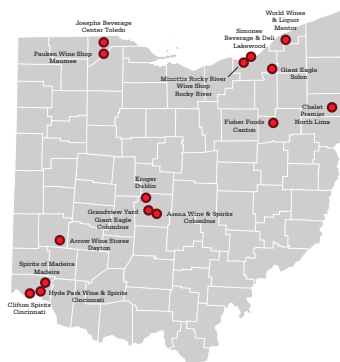 World Wines
& Liquor
Mentor
Josephs Beverage
Center Toledo
Simones
Beverage & Deli
Lakewood
Pauken Wine Shop
Maumee
Minottis Rocky River
Wine Shop
Rocky River
Giant Eagle
Solon
Chalet
Premier
North Lima
Fisher Foods
Canton
Kroger
Dublin
Grandview Yard
Giant Eagle
Columbus
Arena Wine & Spirits
Columbus
Arrow Wine Stores
Dayton
Spirits of Madeira
Madeira
Hyde Park Wine & Spirits
Cincinnati
Clifton Spirits
Cincinnati